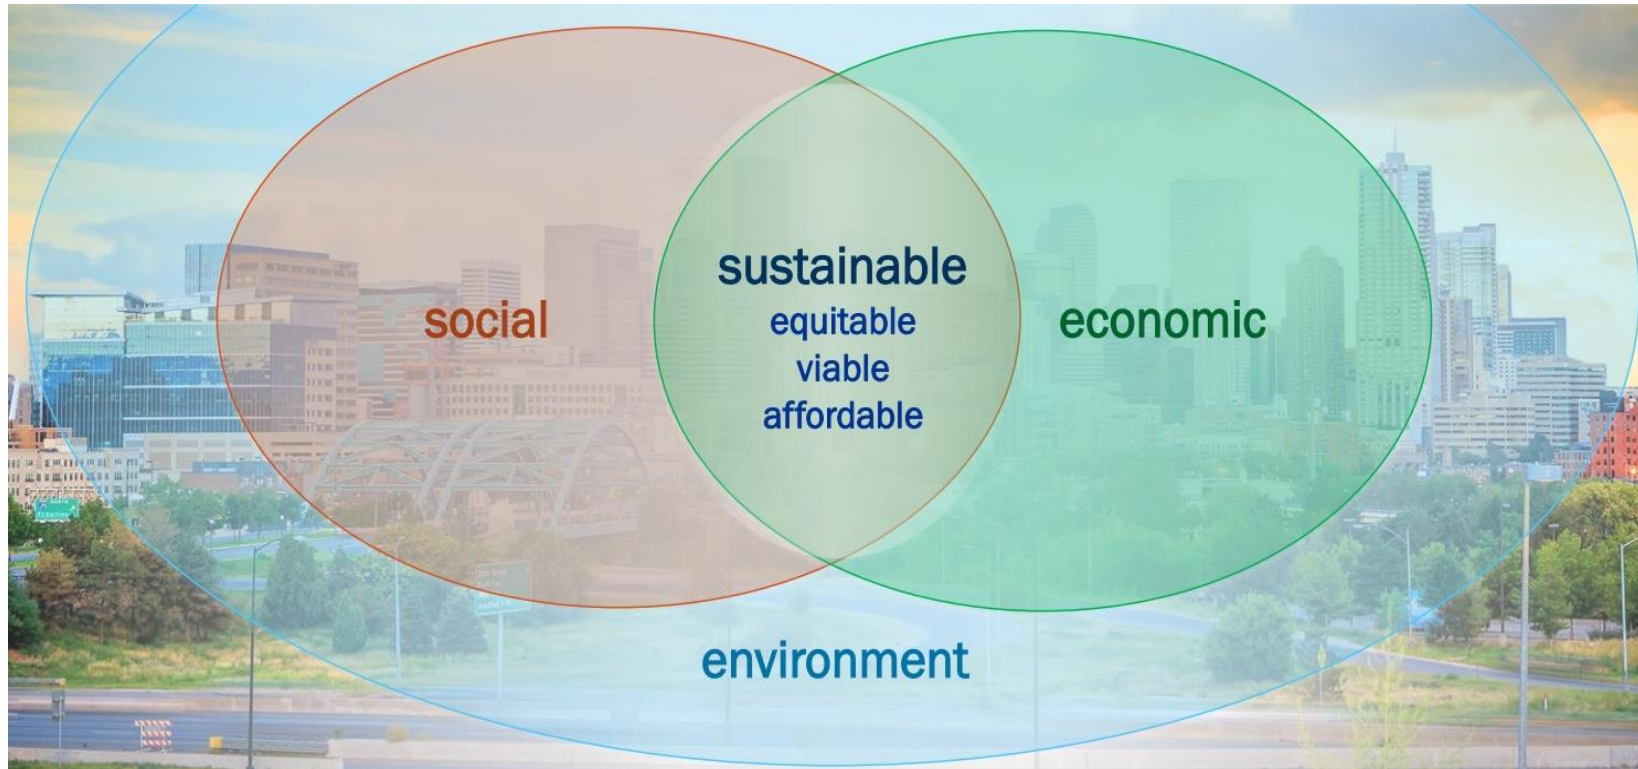 sustainable
equitable
viable
affordable
social
economic
environment